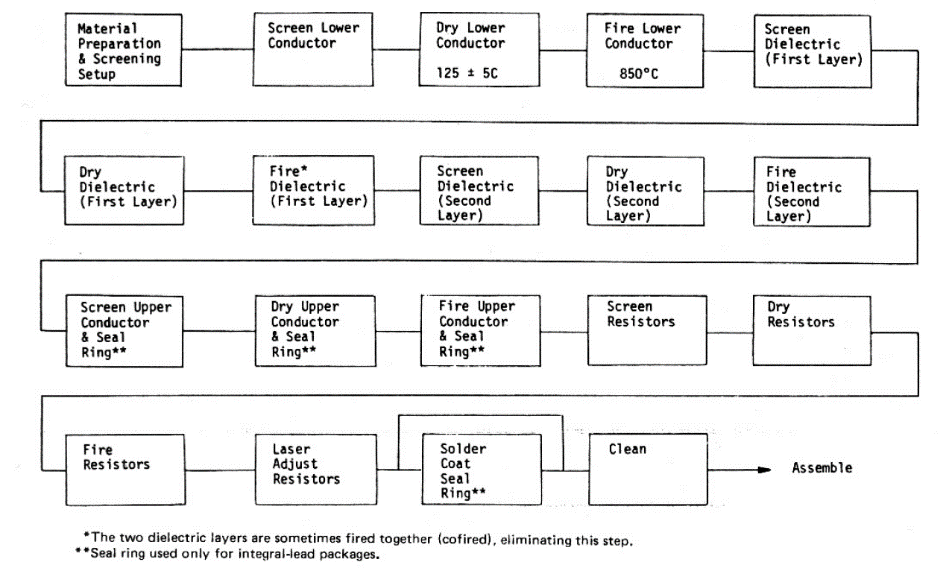 Material
Preparation
& Screening
Setup
Screen Lower
Conductor
Dry Lower
Conductor
125 ± 5C
Fire Lower
Conductor
850°C
Screen
Dielectric
(First Layer)
Dry
Dielectric
(First Layer)
Fire*
Dielectric
(First Layer)
Screen
Dielectric
(Second
Layer)
Dry
Dielectric
(Second
Layer)
Fire
Dielectric
(Second
Layer)
Screen Upper
Conductor
& Seal
Ring**
Dry Upper
Conductor
& Seal
Ring**
Fire Upper
Conductor
& Seal
Ring**
Screen
Resistors
Dry
Resistors
Fire
Resistors
Laser
Adjust
Resistors
Solder
Coat
Seal
Ring**
Clean
Assemble
*The two dielectric layers are sometimes fired together (cofired), eliminating this step.
**Seal ring used only for integral-lead packages.